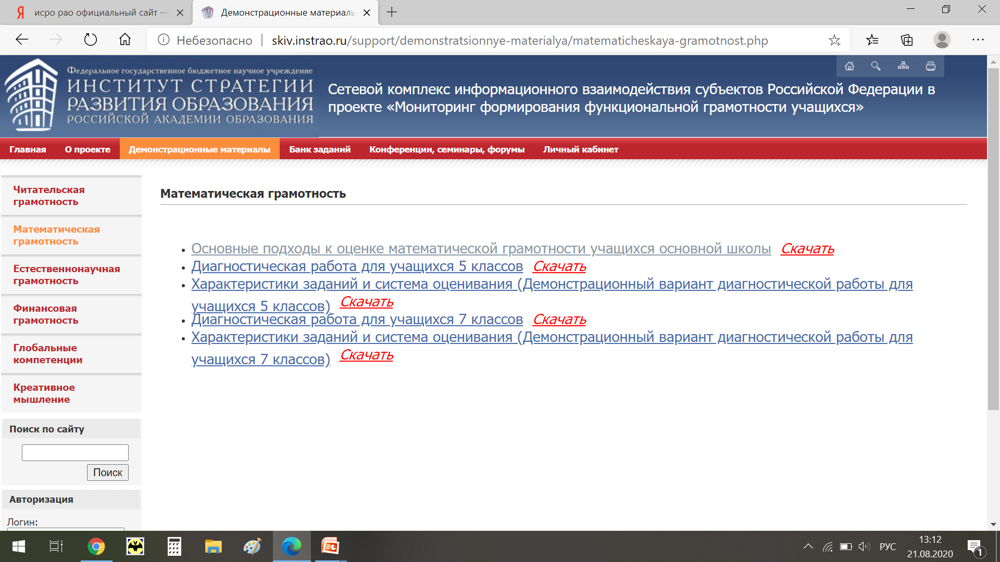 исро рао официальный сайт —
Демонстрационные материалы
Небезопасно
skiv.instrao.ru/support/demonstratsionnye-materialya/matematicheskaya-gramotnost.php
Федеральное государственное бюджетное научное учреждение
ИНСТИТУТ СТРАТЕГИИ
РАЗВИТИЯ ОБРАЗОВАНИЯ
РОССИЙСКОЙ АКАДЕМИИ ОБРАЗОВАНИЯ
Сетевой комплекс информационного взаимодействия субъектов Российской Федерации в
проекте «Мониторинг формирования функциональной грамотности учащихся»
Главная О проекте Демонстрационные материалы Банк заданий Конференции, семинары, форумы Личный кабинет
Читательская
грамотность
Математическая
грамотность
Естественнонаучная
грамотность
Финансовая
грамотность
Глобальные
компетенции
Креативное
мышление
Поиск по сайту
Поиск
Авторизация
Логин:
Математическая грамотность
Основные подходы к оценке математической грамотности учащихся основной школы Скачать
Диагностическая работа для учащихся 5 классов Скачать
Характеристики заданий и система оценивания (Демонстрационный вариант диагностической работы для
учащихся 5 классов) Скачать
Диагностическая работа для учащихся 7 классов Скачать
Характеристики заданий и система оценивания (Демонстрационный вариант диагностической работы для
учащихся 7 классов) Скачать
РУС
13:12
21.08.2020
1